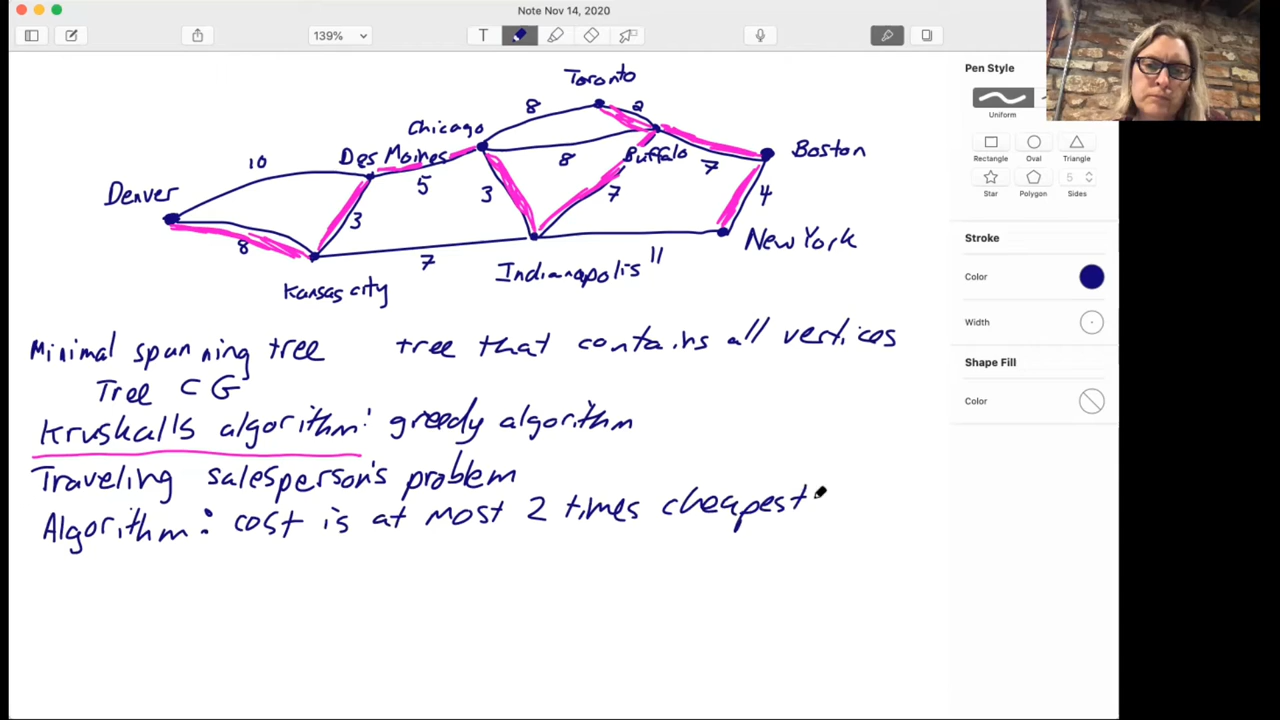 Note Nov 14, 2020
139%
T
Pen Style
Uniform
Rectangle
Oval
Triangle
Star
Polygon
5
Sides
Stroke
Color
Width
Shape Fill
Color
Toronto
8
2
Chicago
Des Moines
8
Buffalo
7
Boston
10
5
Denver
3
3
7
4
8
New York
7
Indianapolis
11
Kansas city
Minimal spanning tree tree that contains all vertices
Tree ⊂ G
Kruskall's algorithm: greedy algorithm
Traveling salesperson's problem
Algorithm: cost is at most 2 times cheapest